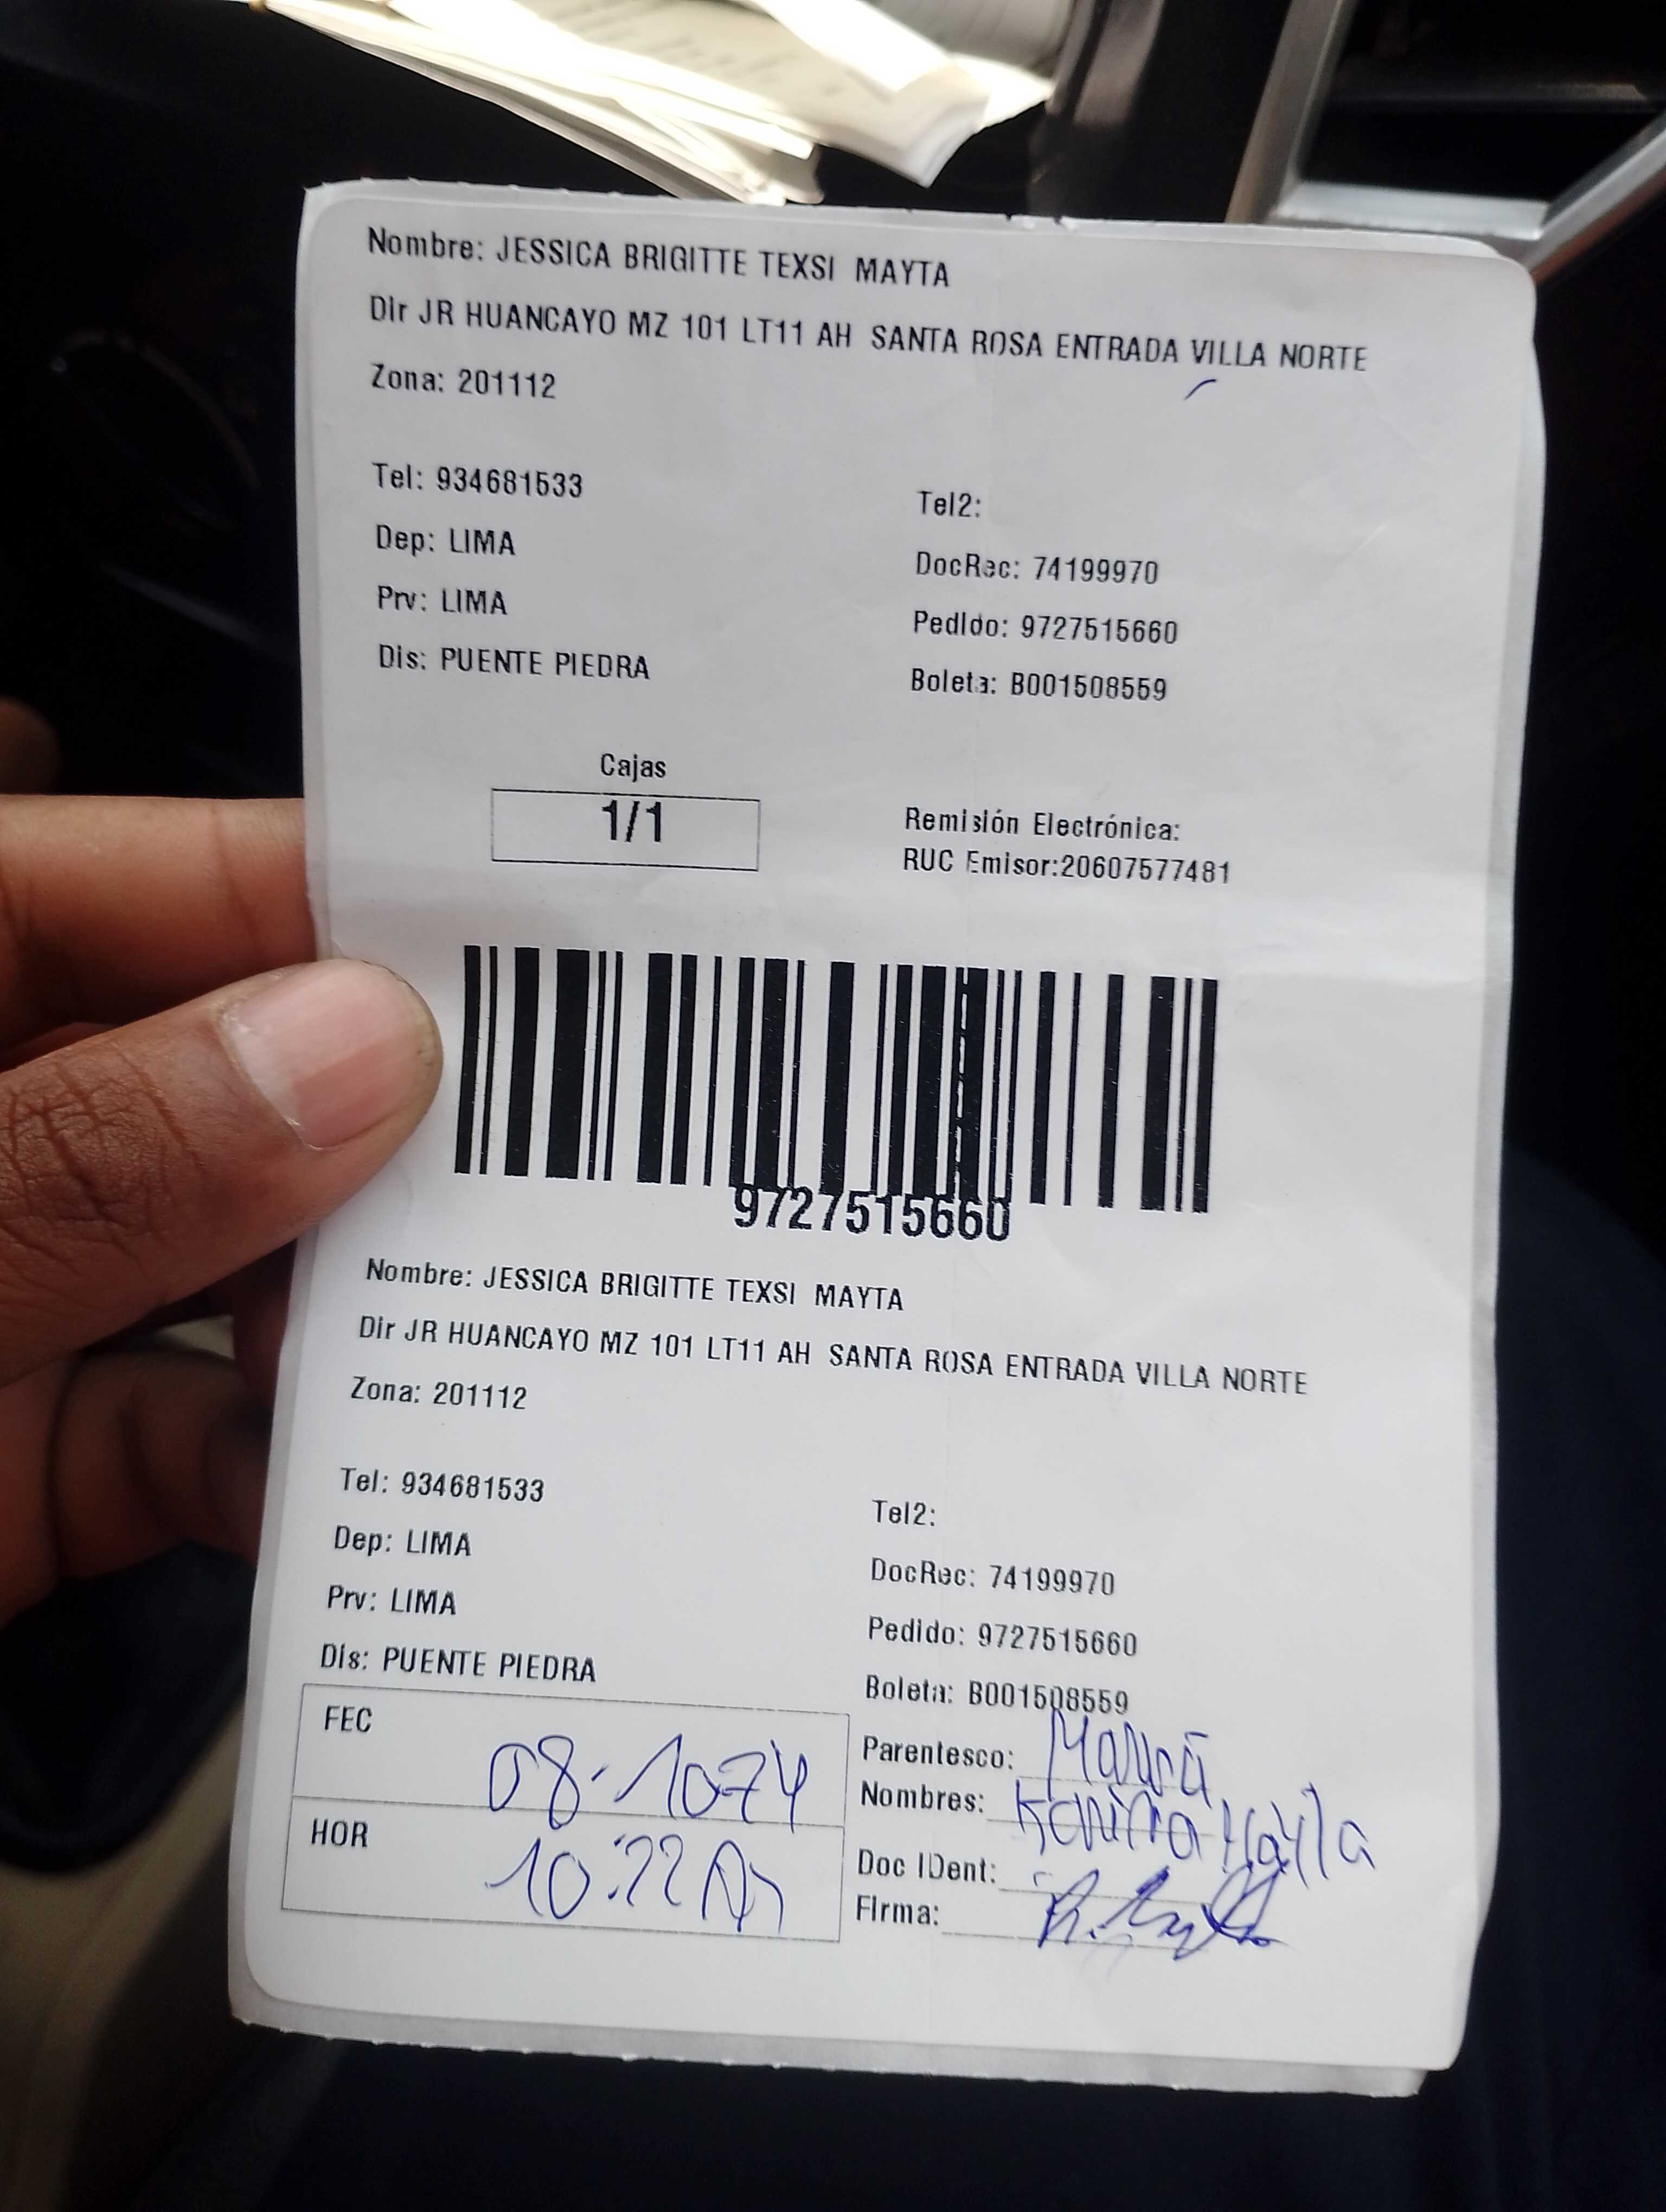 Nombre: JESSICA BRIGITTE TEXSI MAYTA
Dir JR HUANCAYO MZ 101 LT11 AH SANTA ROSA ENTRADA VILLA NORTE
Zona: 201112
Tel: 934681533
Tel2:
Dep: LIMA
DocRec: 74199970
Prv: LIMA
Pedido: 9727515660
Dis: PUENTE PIEDRA
Boleta: B001508559
Cajas
1/1
Remisión Electrónica:
RUC Emisor:20607577481
9727515660
Nombre: JESSICA BRIGITTE TEXSI MAYTA
Dir JR HUANCAYO MZ 101 LT11 AH SANTA ROSA ENTRADA VILLA NORTE
Zona: 201112
Tel: 934681533
Tel2:
Dep: LIMA
DocRec: 74199970
Prv: LIMA
Pedido: 9727515660
Dis: PUENTE PIEDRA
Boleta: B001508559
FEC 08-10-24
Parentesco: Mamá
Nombres:
HOR 10:22 Am
Doc IDent:
Firma: